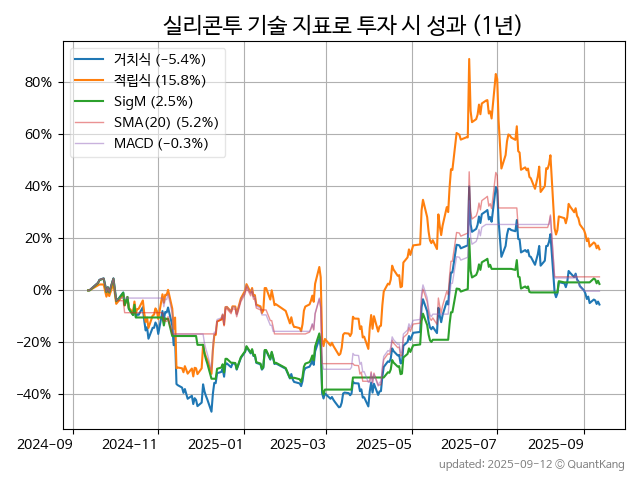 실리콘투 기술 지표로 투자 시 성과 (1년)
거치식 (−5.4%)
적립식 (15.8%)
SigM (2.5%)
SMA(20) (5.2%)
MACD (−0.3%)
80%
60%
40%
20%
0%
−20%
−40%
2024-09 2024-11 2025-01 2025-03 2025-05 2025-07 2025-09
updated: 2025-09-12 © QuantKang